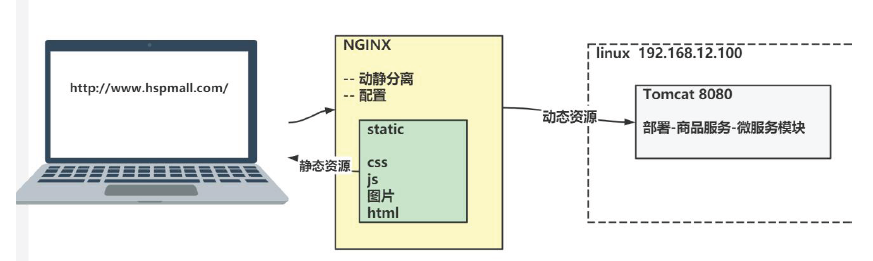 http://www.hspmall.com/
NGINX
-- 动静分离
-- 配置
static
css
js
图片
html
静态资源
动态资源
linux 192.168.12.100
Tomcat 8080
部署-商品服务-微服务模块